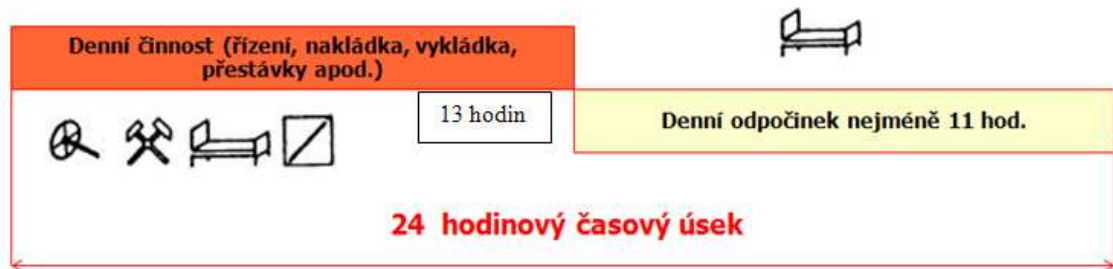 Denní činnost (řízení, nakládka, vykládka,
přestávky apod.)
13 hodin
Denní odpočinek nejméně 11 hod.
24 hodinový časový úsek